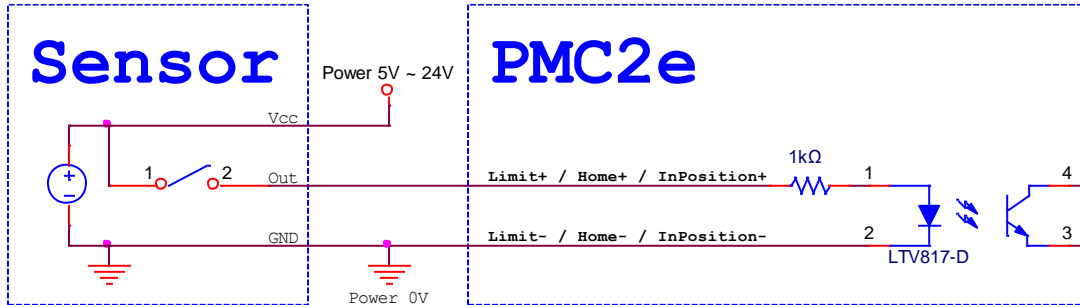 Sensor
PMC2e
Power 5V ~ 24V
Vcc
1kΩ
1 2 Out
Limit+ / Home+ / InPosition+
1
4
GND
Limit- / Home- / InPosition-
2
3
LTV817-D
Power 0V